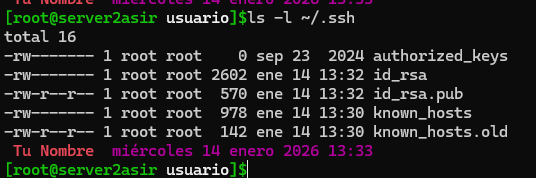 Tu Nombre  miércoles 14 enero 2026 13:33
[root@server2asir usuario]$ls -l ~/.ssh
total 16
-rw------- 1 root root    0 sep 23  2024 authorized_keys
-rw------- 1 root root 2602 ene 14 13:32 id_rsa
-rw-r--r-- 1 root root  570 ene 14 13:32 id_rsa.pub
-rw------- 1 root root  978 ene 14 13:30 known_hosts
-rw-r--r-- 1 root root  142 ene 14 13:30 known_hosts.old
Tu Nombre  miércoles 14 enero 2026 13:33
[root@server2asir usuario]$